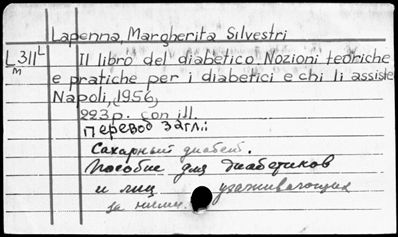 Lapenna, Margherita Silvestri
L311L
m
Il libro del diabetico. Nozioni teoriche
e pratiche per i diabetici e chi li assiste
Napoli, 1956,
223 p. con ill.
Перевод загл.:
Сахарный диабет.
Пособие для диабетиков
и лиц ухаживающих
за ними.